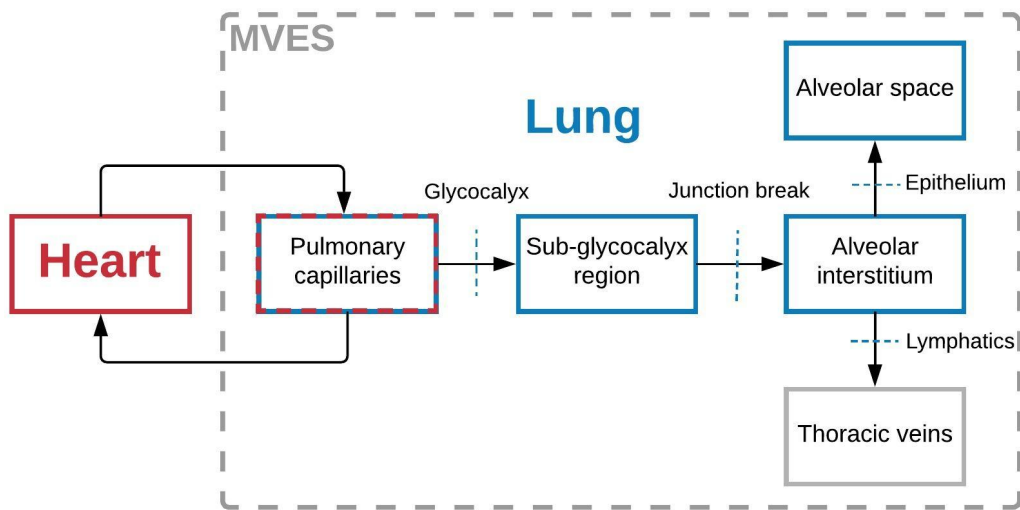 MVES
Alveolar space
Lung
Glycocalyx
Junction break
Epithelium
Heart
Pulmonary
capillaries
Sub-glycocalyx
region
Alveolar
interstitium
Lymphatics
Thoracic veins